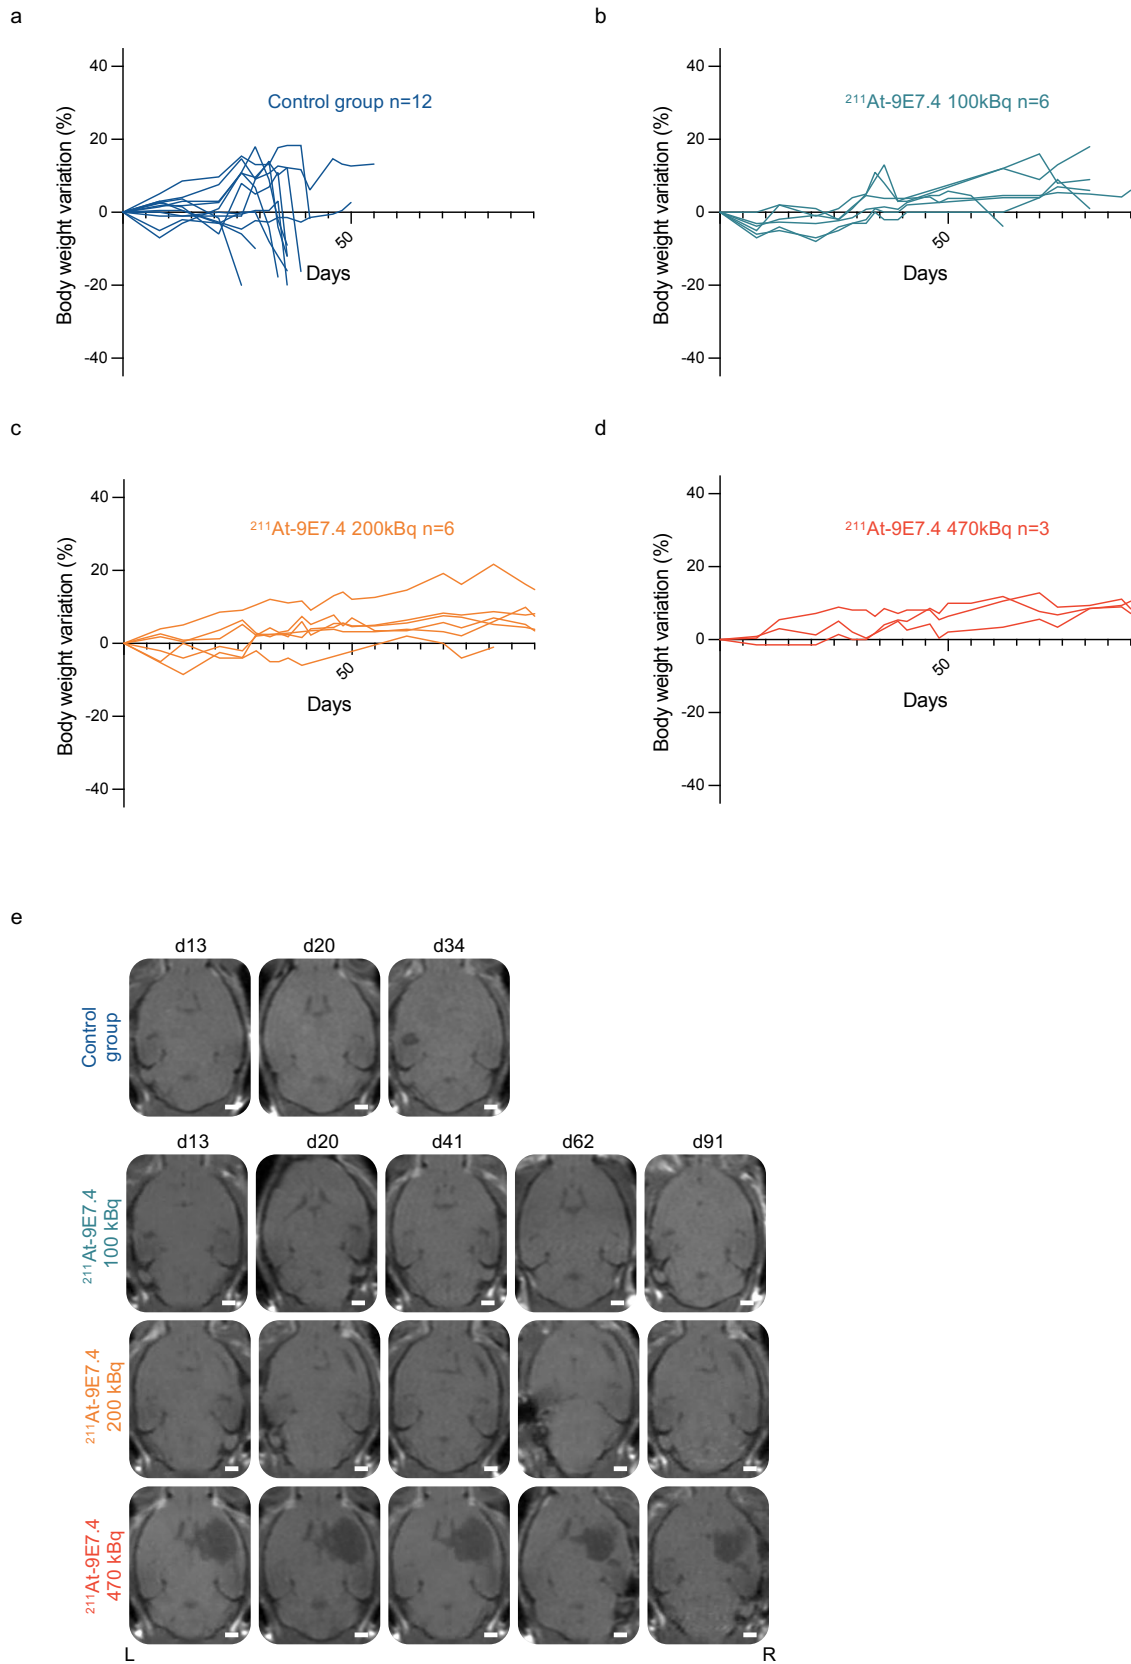 a
40
20
0
-20
-40
Body weight variation (%)
Control group n=12
50
Days
b
40
20
0
-20
-40
Body weight variation (%)
²¹¹At-9E7.4 100kBq n=6
50
Days
c
40
20
0
-20
-40
Body weight variation (%)
²¹¹At-9E7.4 200kBq n=6
50
Days
d
40
20
0
-20
-40
Body weight variation (%)
²¹¹At-9E7.4 470kBq n=3
50
Days
e
d13 d20 d34
Control
group
d13 d20 d41 d62 d91
²¹¹At-9E7.4
100 kBq
²¹¹At-9E7.4
200 kBq
²¹¹At-9E7.4
470 kBq
L R